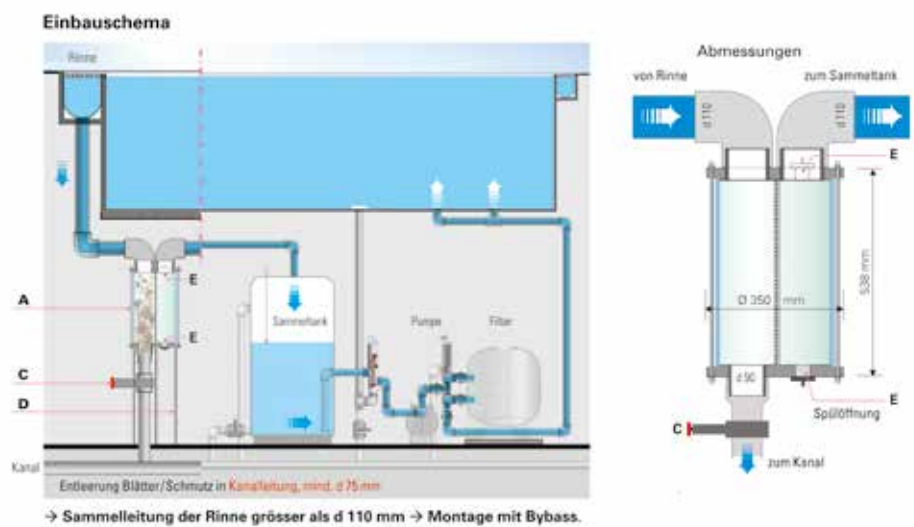 Einbauschema
Rinne
A
C
D
E
E
Sammeltank
Pumpe
Filter
Kanal
Entleerung Blätter/Schmutz in Kanalleitung, mind. d 75 mm
→ Sammelleitung der Rinne grösser als d 110 mm → Montage mit Bybass.
Abmessungen
von Rinne
zum Sammeltank
d 110
d 110
E
538 mm
Ø 350 mm
d 90
E
Spülöffnung
C
zum Kanal